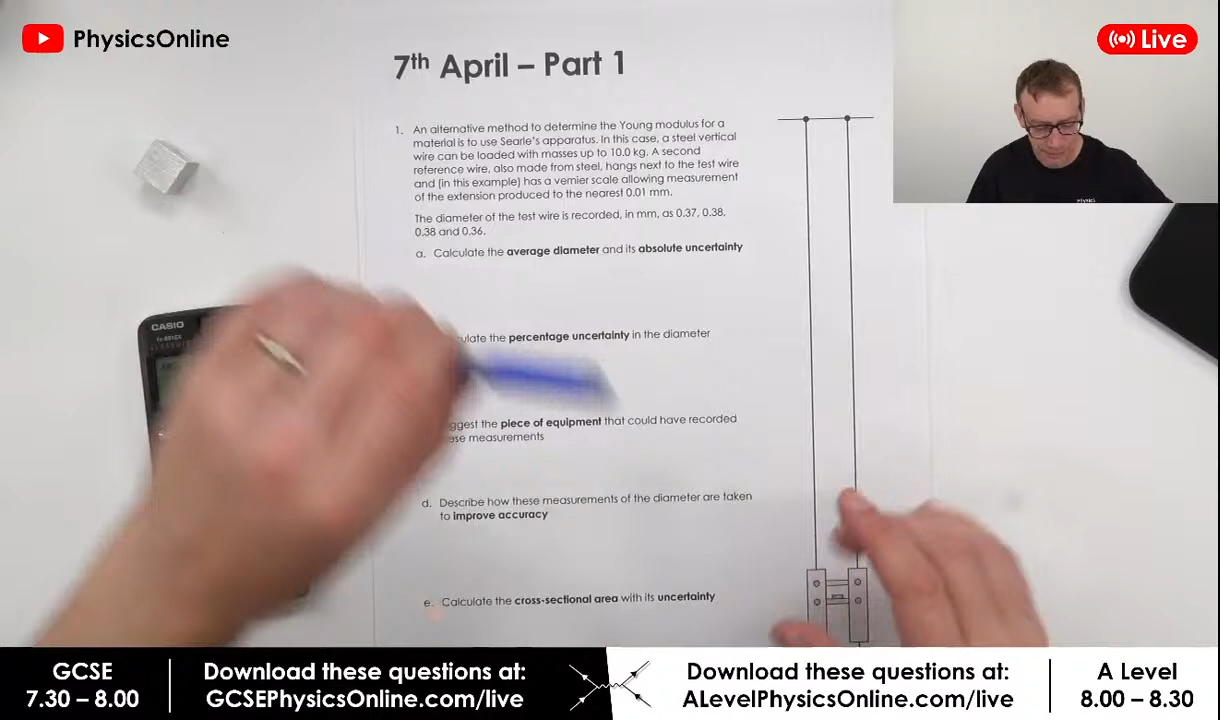 PhysicsOnline
Live
7th April – Part 1
1. An alternative method to determine the Young modulus for a
material is to use Searle's apparatus. In this case, a steel vertical
wire can be loaded with masses up to 10.0 kg. A second
reference wire, also made from steel, hangs next to the test wire
and (in this example) has a vernier scale allowing measurement
of the extension produced to the nearest 0.01 mm.
The diameter of the test wire is recorded, in mm, as 0.37, 0.38,
0.38 and 0.36.
a. Calculate the average diameter and its absolute uncertainty
CASIO
the percentage uncertainty in the diameter
the piece of equipment that could have recorded
measurements
d. Describe how these measurements of the diameter are taken
to improve accuracy
e. Calculate the cross-sectional area with its uncertainty
GCSE
7.30 – 8.00
Download these questions at:
GCSEPhysicsOnline.com/live
Download these questions at:
ALevelPhysicsOnline.com/live
A Level
8.00 – 8.30